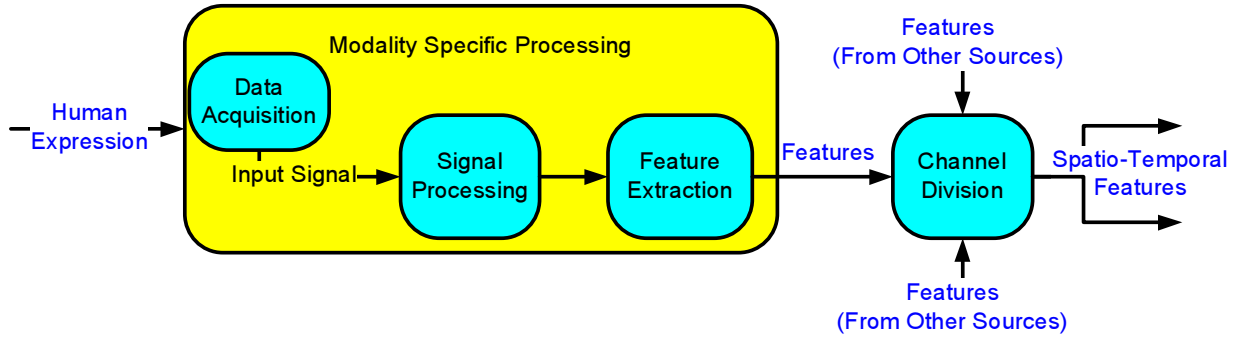 Modality Specific Processing
Human
Expression
Data
Acquisition
Input Signal
Signal
Processing
Feature
Extraction
Features
Features
(From Other Sources)
Channel
Division
Features
(From Other Sources)
Spatio-Temporal
Features